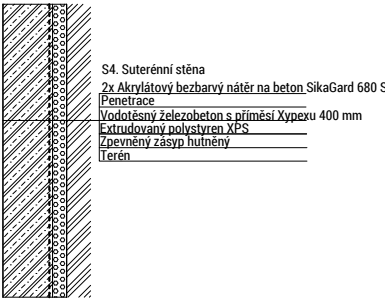 S4. Suterénní stěna
2x Akrylátový bezbarvý nátěr na beton SikaGard 680 S
Penetrace
Vodotěsný železobeton s příměsí Xypexu 400 mm
Extrudovaný polystyren XPS
Zpevněný zásyp hutněný
Terén